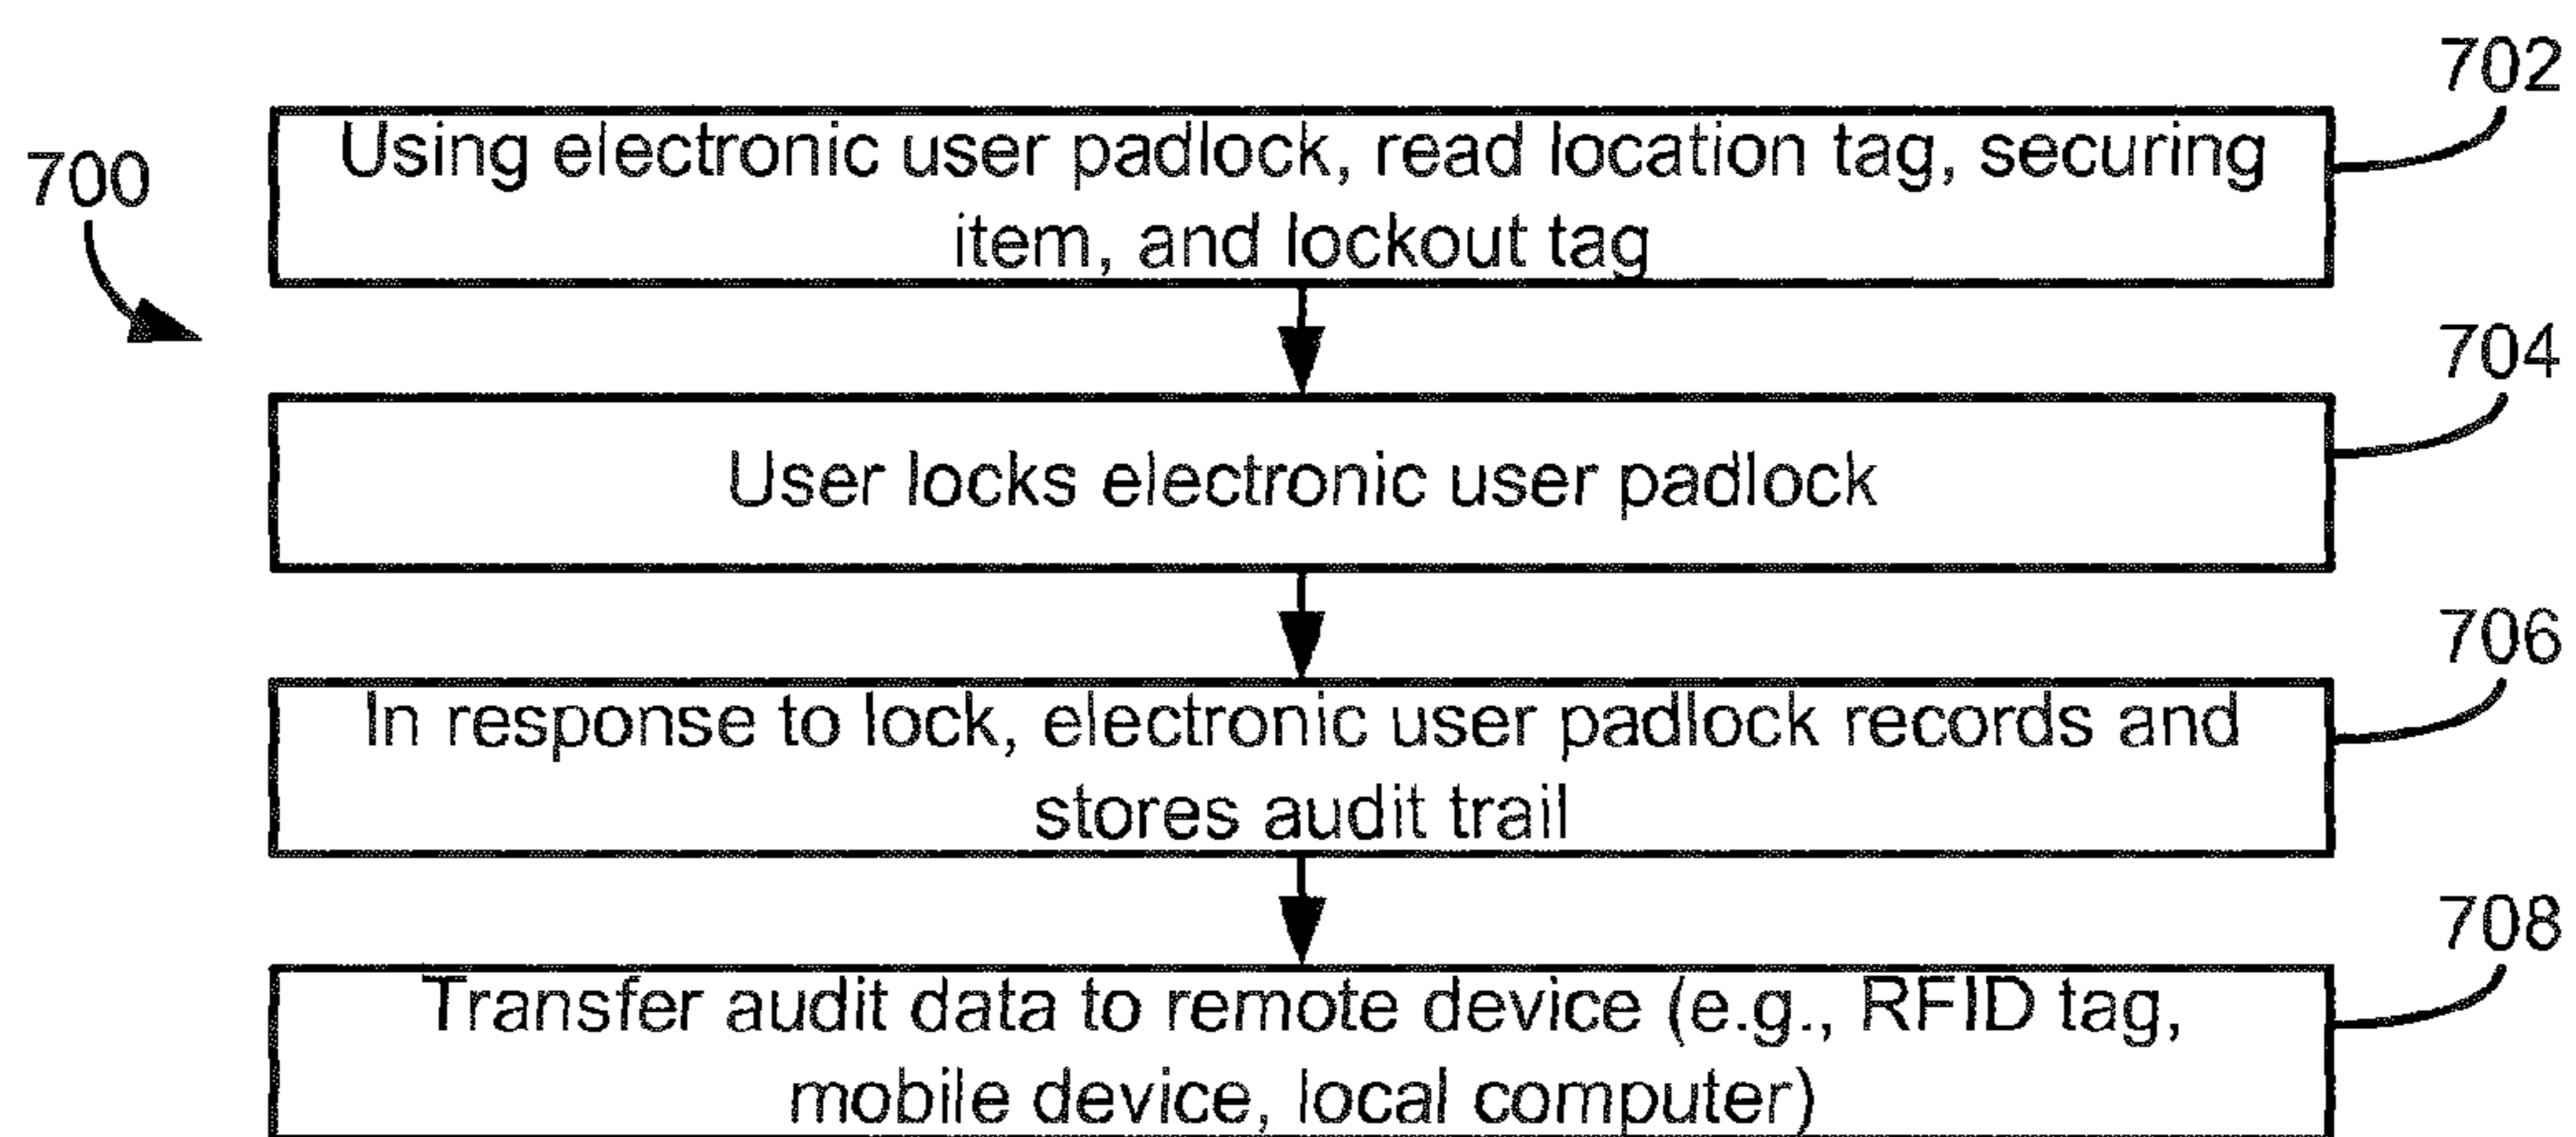 702
Using electronic user padlock, read location tag, securing
item, and lockout tag
700
704
User locks electronic user padlock
706
In response to lock, electronic user padlock records and
stores audit trail
708
Transfer audit data to remote device (e.g., RFID tag,
mobile device, local computer)